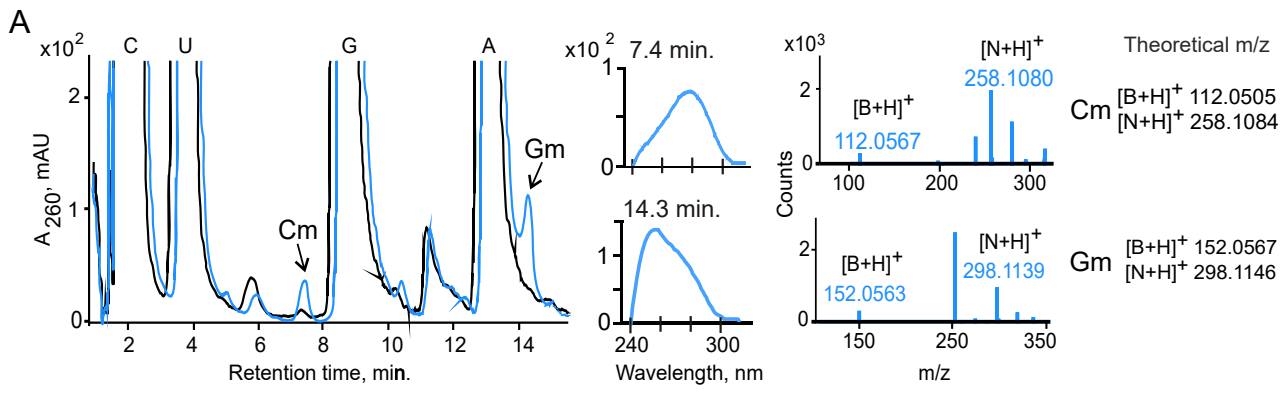 A
x10²
C
U
G
A
2
1
0
A260, mAU
Cm
Gm
2
4
6
8
10
12
14
Retention time, min.
x10 ²
7.4 min.
1
0
14.3 min.
1
0
240
300
Wavelength, nm
x10³
[N+H]⁺
258.1080
[B+H]⁺
112.0567
2
0
100
200
300
Counts
[N+H]⁺
298.1139
[B+H]⁺
152.0563
2
0
150
250
350
m/z
Theoretical m/z
Cm
[B+H]⁺ 112.0505
[N+H]⁺ 258.1084
Gm
[B+H]⁺ 152.0567
[N+H]⁺ 298.1146